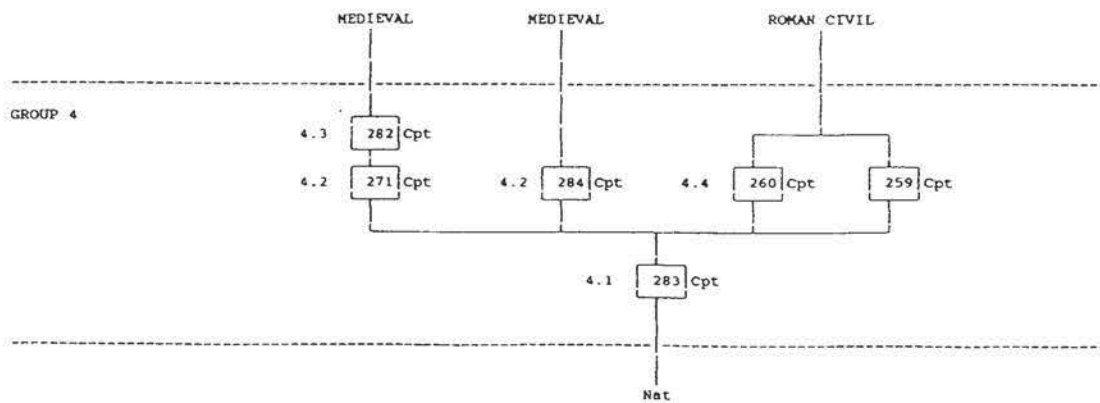 MEDIEVAL MEDIEVAL ROMAN CIVIL
GROUP 4
4.3 282 Cpt
4.2 271 Cpt 4.2 284 Cpt 4.4 260 Cpt 259 Cpt
4.1 283 Cpt
Nat